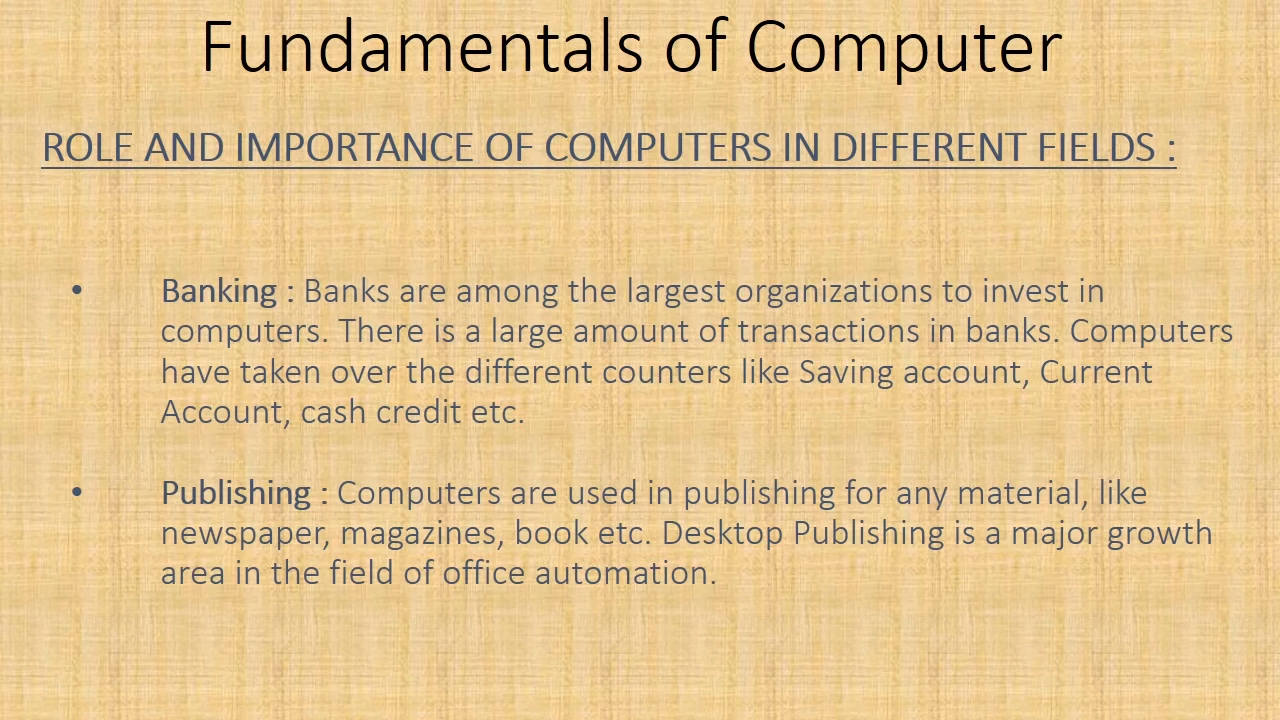 Fundamentals of Computer
ROLE AND IMPORTANCE OF COMPUTERS IN DIFFERENT FIELDS :
• Banking : Banks are among the largest organizations to invest in
computers. There is a large amount of transactions in banks. Computers
have taken over the different counters like Saving account, Current
Account, cash credit etc.
• Publishing : Computers are used in publishing for any material, like
newspaper, magazines, book etc. Desktop Publishing is a major growth
area in the field of office automation.